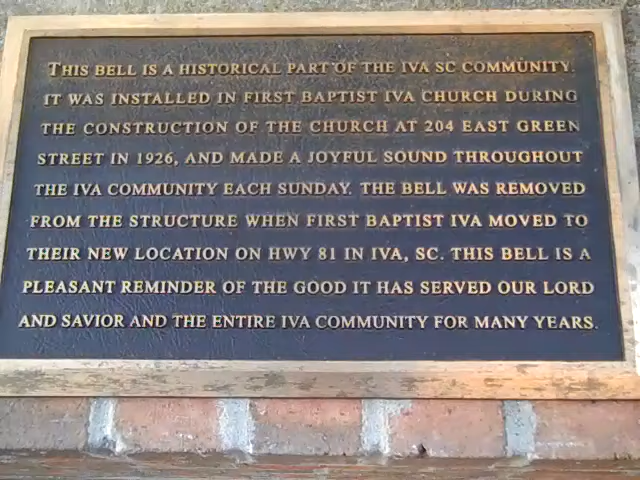 THIS BELL IS A HISTORICAL PART OF THE IVA SC COMMUNITY.
IT WAS INSTALLED IN FIRST BAPTIST IVA CHURCH DURING
THE CONSTRUCTION OF THE CHURCH AT 204 EAST GREEN
STREET IN 1926, AND MADE A JOYFUL SOUND THROUGHOUT
THE IVA COMMUNITY EACH SUNDAY. THE BELL WAS REMOVED
FROM THE STRUCTURE WHEN FIRST BAPTIST IVA MOVED TO
THEIR NEW LOCATION ON HWY 81 IN IVA, SC. THIS BELL IS A
PLEASANT REMINDER OF THE GOOD IT HAS SERVED OUR LORD
AND SAVIOR AND THE ENTIRE IVA COMMUNITY FOR MANY YEARS.